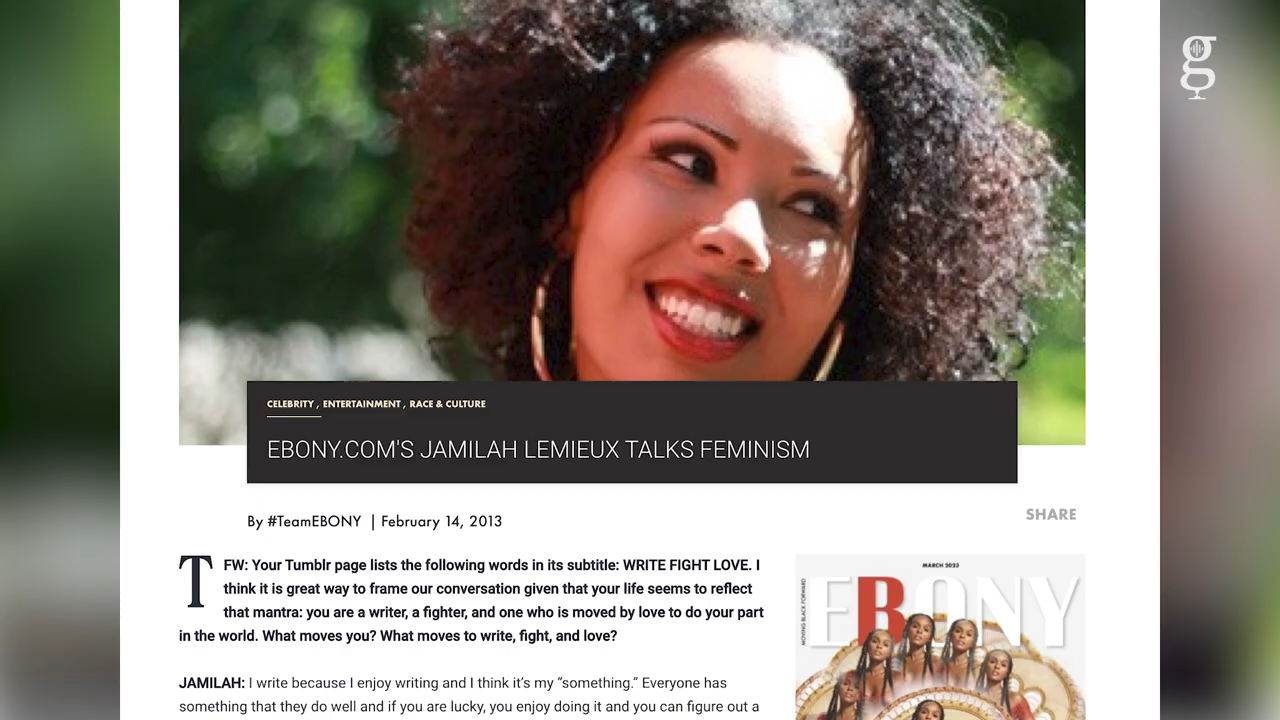 g
CELEBRITY , ENTERTAINMENT , RACE & CULTURE
EBONY.COM'S JAMILAH LEMIEUX TALKS FEMINISM
By #TeamEBONY | February 14, 2013
SHARE
TFW: Your Tumblr page lists the following words in its subtitle: WRITE FIGHT LOVE. I
think it is great way to frame our conversation given that your life seems to reflect
that mantra: you are a writer, a fighter, and one who is moved by love to do your part
in the world. What moves you? What moves to write, fight, and love?
JAMILAH: I write because I enjoy writing and I think it's my “something.” Everyone has
something that they do well and if you are lucky, you enjoy doing it and you can figure out a
MARCH 2023
MOVING BLACK FORWARD
EBONY